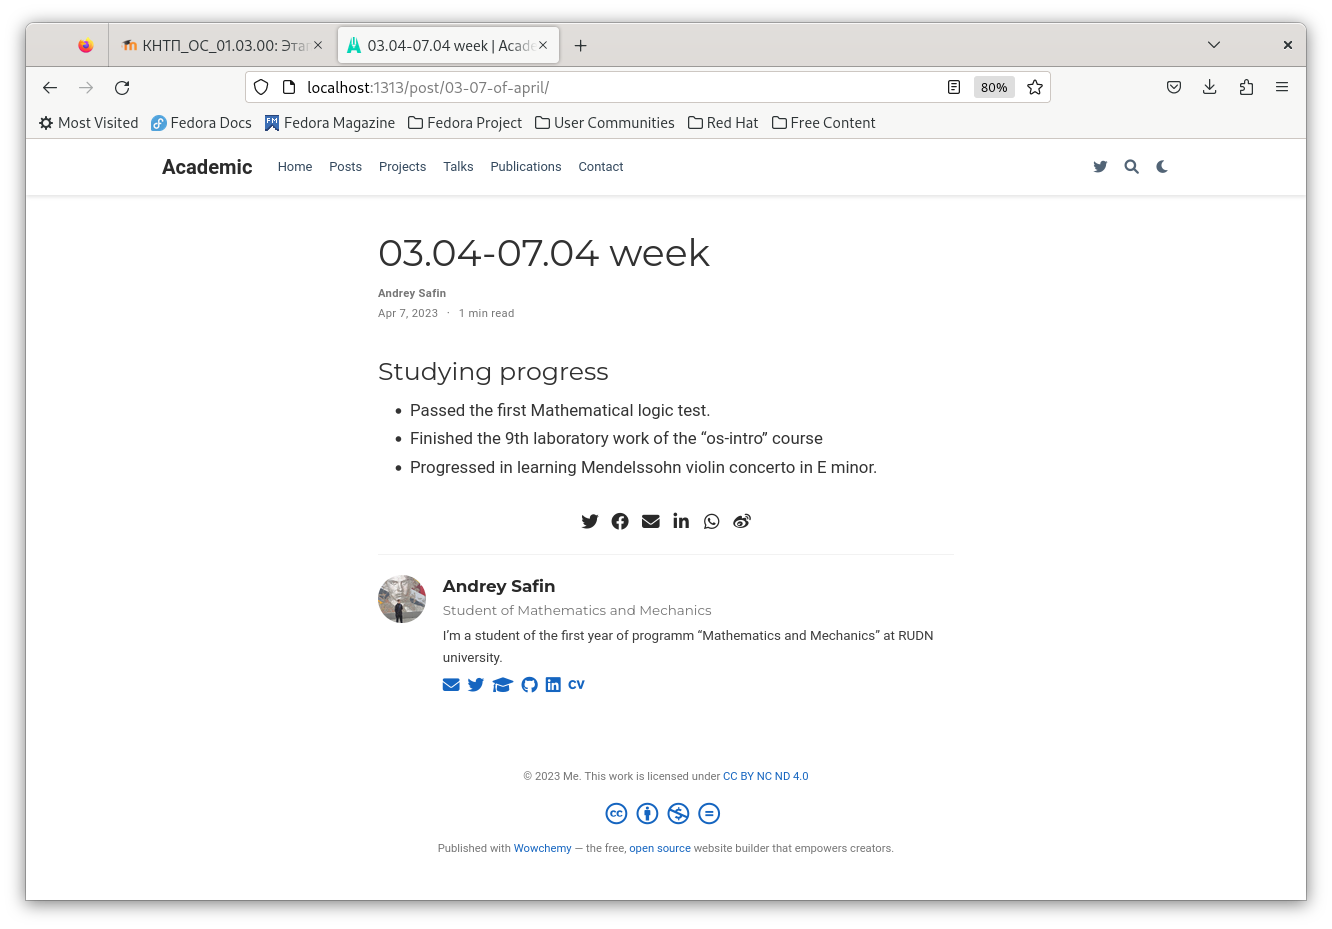 КНТП_ОС_01.03.00: Эта
03.04-07.04 week | Acade
localhost:1313/post/03-07-of-april/
80%
Most Visited
Fedora Docs
Fedora Magazine
Fedora Project
User Communities
Red Hat
Free Content
Academic
Home
Posts
Projects
Talks
Publications
Contact
03.04-07.04 week
Andrey Safin
Apr 7, 2023 · 1 min read
Studying progress
• Passed the first Mathematical logic test.
• Finished the 9th laboratory work of the “os-intro” course
• Progressed in learning Mendelssohn violin concerto in E minor.
Andrey Safin
Student of Mathematics and Mechanics
I’m a student of the first year of programm “Mathematics and Mechanics” at RUDN
university.
CV
© 2023 Me. This work is licensed under CC BY NC ND 4.0
Published with Wowchemy — the free, open source website builder that empowers creators.